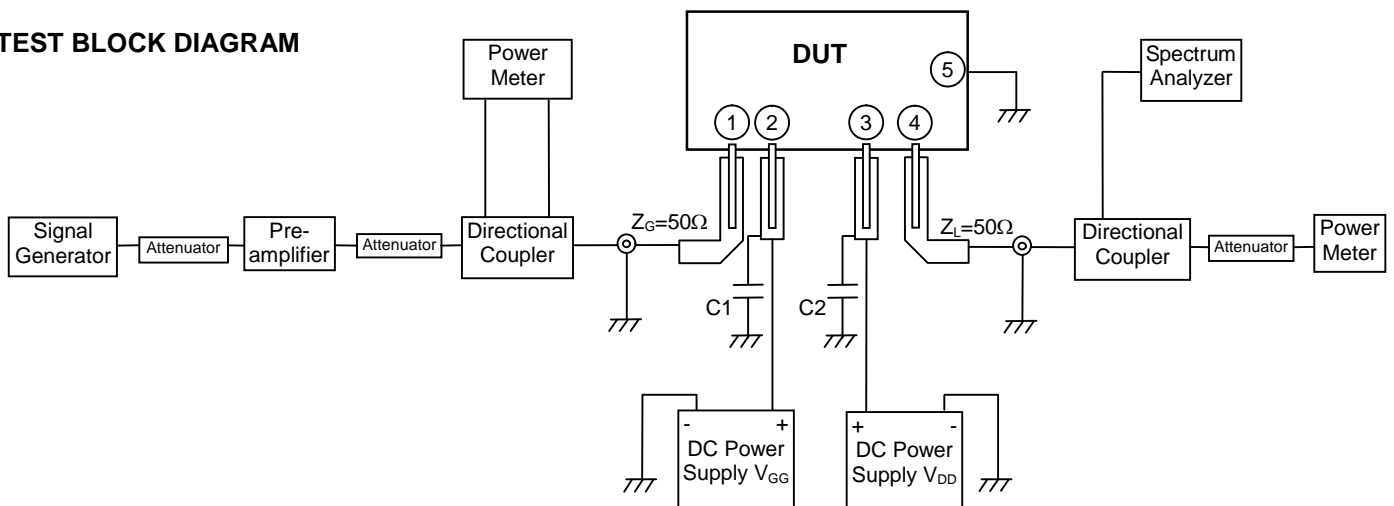 TEST BLOCK DIAGRAM
Power
Meter
DUT
5
Spectrum
Analyzer
1
2
3
4
Signal
Generator
Attenuator
Pre-
amplifier
Attenuator
Directional
Coupler
ZG=50Ω
ZL=50Ω
Directional
Coupler
Attenuator
Power
Meter
C1
C2
- +
DC Power
Supply VGG
+ -
DC Power
Supply VDD